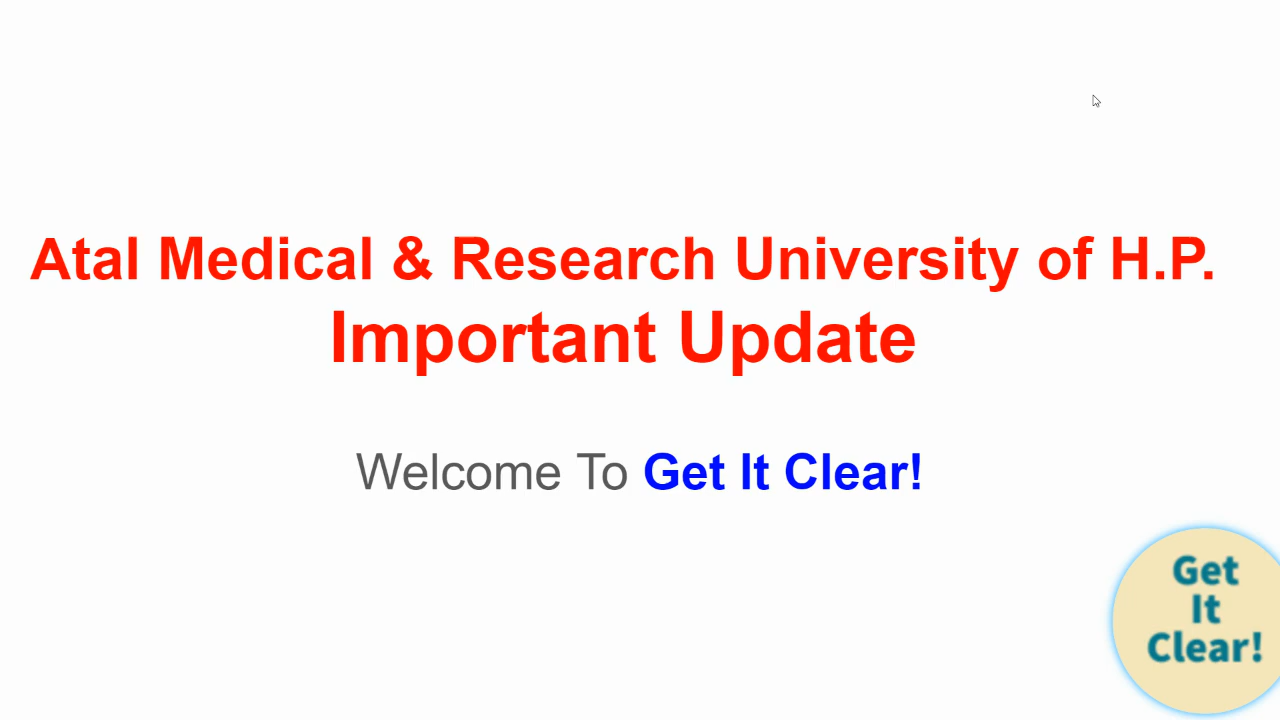 Atal Medical & Research University of H.P.
Important Update
Welcome To Get It Clear!
Get
It
Clear!